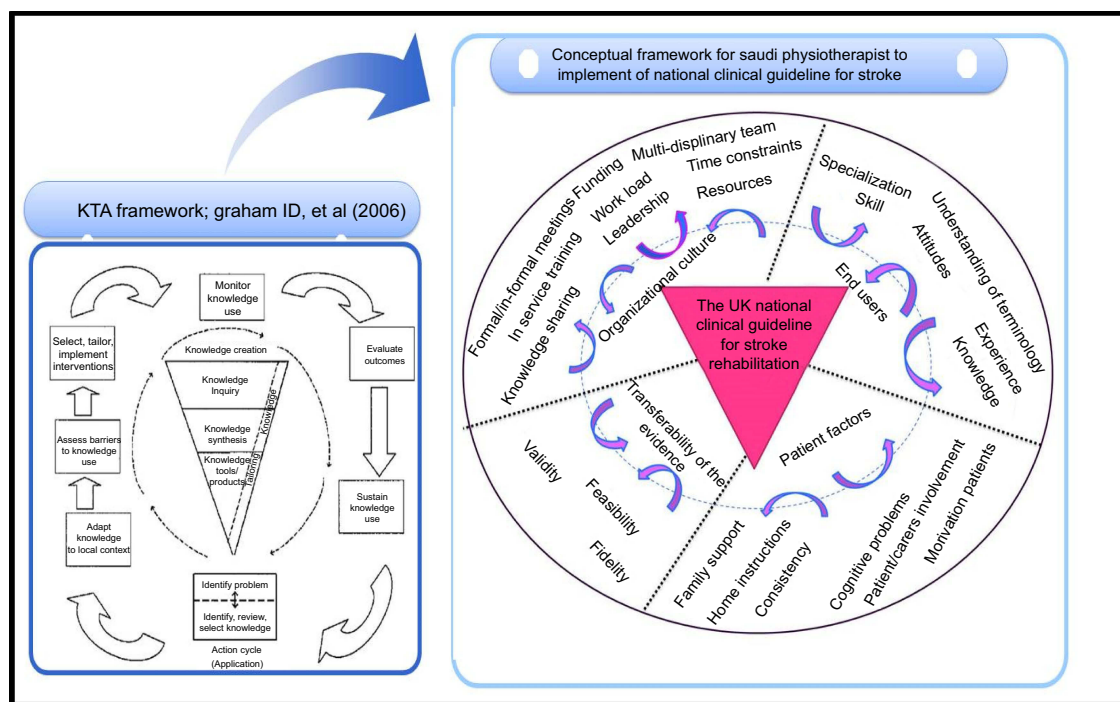 Conceptual framework for saudi physiotherapist to
implement of national clinical guideline for stroke
KTA framework; graham ID, et al (2006)
Monitor
knowledge
use
Select, tailor,
implement
interventions
Evaluate
outcomes
Knowledge creation
Knowledge
Inquiry
Knowledge
synthesis
Knowledge
tools/
products
Tailoring
Knowledge
Assess barriers
to knowledge
use
Adapt
knowledge
to local context
Sustain
knowledge
use
Identify problem
Identify, review,
select knowledge
Action cycle
(Application)
Formal/in-formal meetings
Funding
Multi-displinary team
In service training
Work load
Time constraints
Knowledge sharing
Leadership
Resources
Organizational culture
Specialization
Skill
Attitudes
Understanding of terminology
End users
Experience
Knowledge
The UK national
clinical guideline
for stroke
rehabilitation
Transferability of the
evidence
Validity
Feasibility
Fidelity
Patient factors
Family support
Home instructions
Consistency
Cognitive problems
Patient/carers involvement
Morivation patients